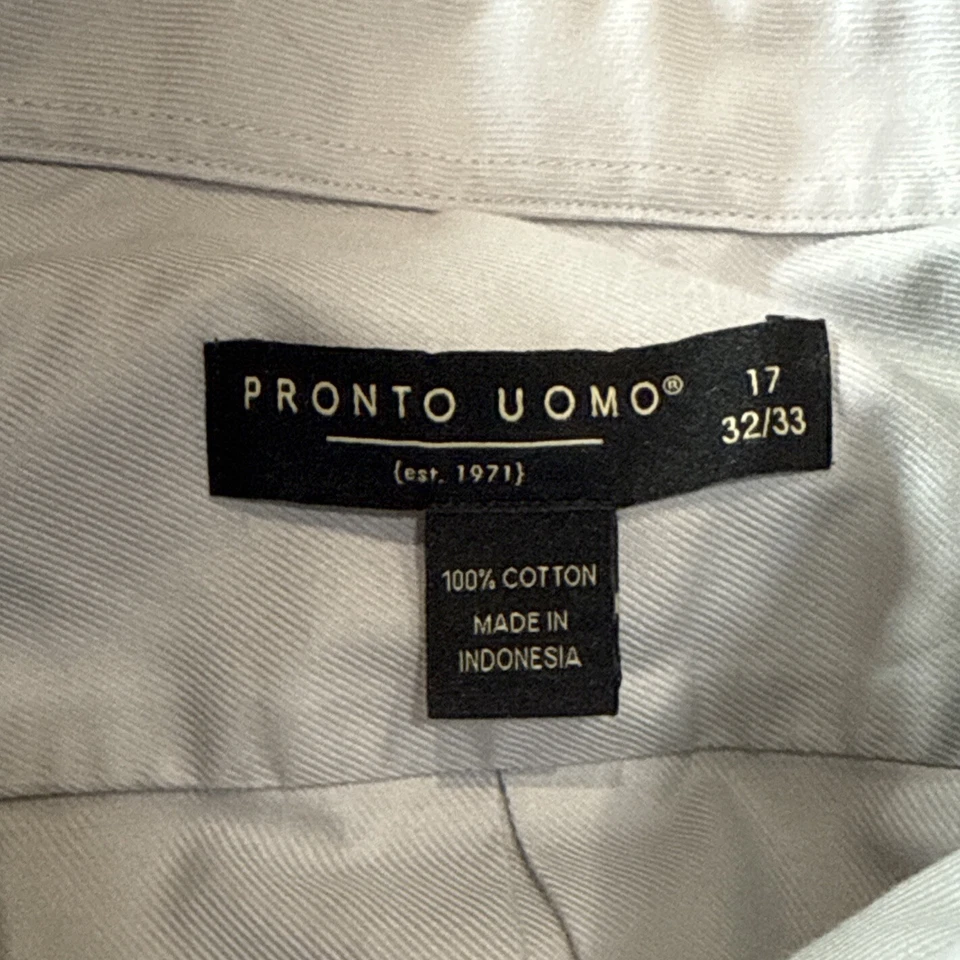 PRONTO UOMO®
{est. 1971}
17
32/33
100% COTTON
MADE IN
INDONESIA